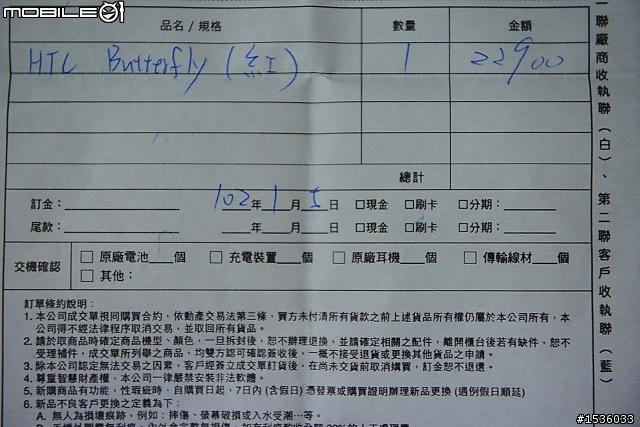 MOBILE01
品名 / 規格 數量 金額
HTC Butterfly (紅) 1 22900
總計
訂金： 102年1月5日 □現金 □刷卡 □分期：
尾款： 年 月 日 □現金 □刷卡 □分期：
交機確認 □ 原廠電池 個 □ 充電裝置 個 □ 原廠耳機 個 □ 傳輸線材 個
□ 其他：
訂單條約說明：
1. 本公司成交單視同購買合約，依動產交易法第三條，買方未付清所有貨款之前上述貨品所有權仍屬於本公司所有，本
公司得不經法律程序取消交易，並取回所有貨品。
2. 請於取貨商品時確定商品機型、顏色，一旦拆封後，恕不辦理退換，並請確定相關之配件，離開櫃台後若有缺件，恕不
受理補件，成交單所列舉之商品，均雙方認可確認簽收後，一概不接受退貨或更換其他貨品之申請。
3. 除本公司認定無法交易之因素，客戶經簽立成交單訂貨後，在尚未交貨前取消購買，訂金恕不退還。
4. 尊重智慧財產權，本公司一律嚴禁安裝非法軟體。
5. 新購商品有功能，性瑕疵時，自購買日起，7日內 (含假日) 憑發票或購買證明辦理新品更換 (遇例假日順延)
6. 新品不良客戶更換之定義為下：
A. 無人為損壞痕跡，例如：摔傷、螢幕破損或入水受潮…等。
一聯廠商收執聯（白）、第二聯客戶收執聯（藍）
#1536033